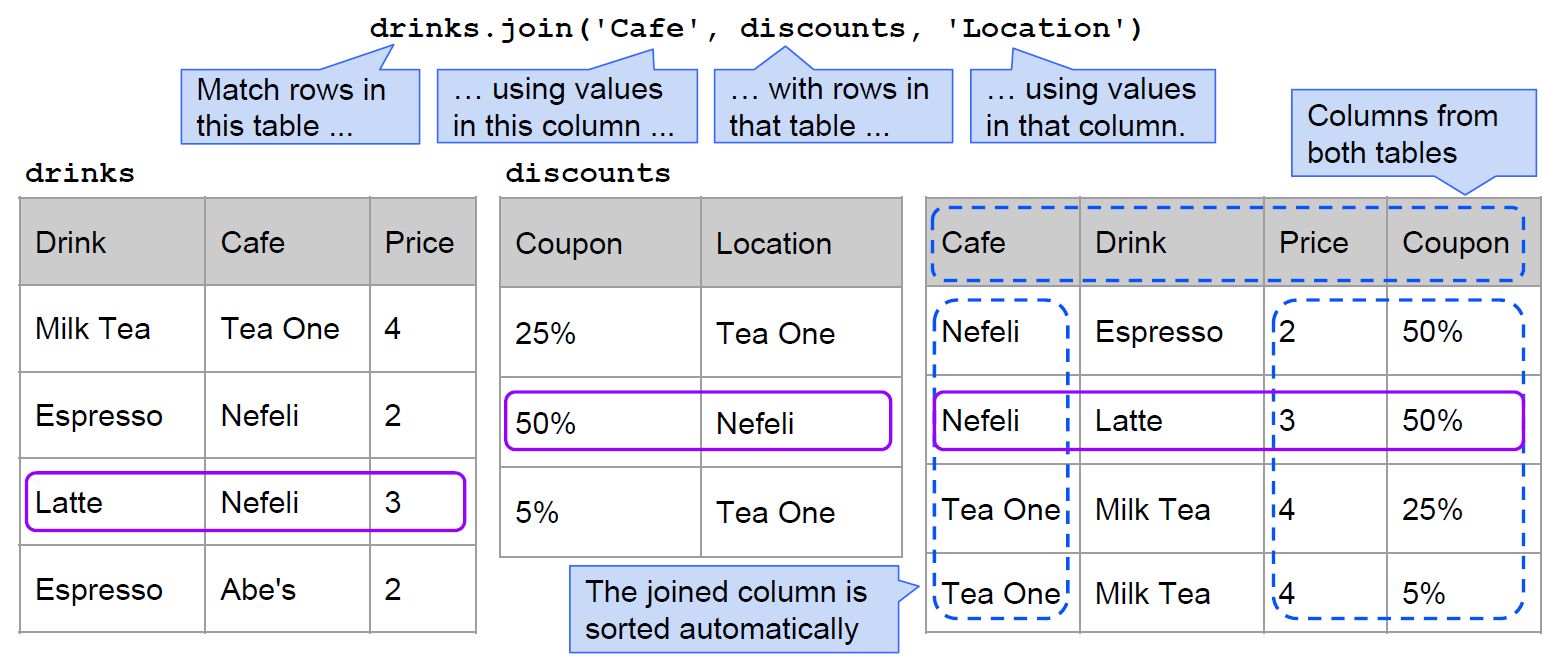 drinks.join('Cafe', discounts, 'Location')
Match rows in
this table ...
… using values
in this column ...
… with rows in
that table ...
… using values
in that column.
Columns from
both tables
drinks
Drink Cafe Price
Milk Tea Tea One 4
Espresso Nefeli 2
Latte Nefeli 3
Espresso Abe's 2
discounts
Coupon Location
25% Tea One
50% Nefeli
5% Tea One
The joined column is
sorted automatically
Cafe Drink Price Coupon
Nefeli Espresso 2 50%
Nefeli Latte 3 50%
Tea One Milk Tea 4 25%
Tea One Milk Tea 4 5%